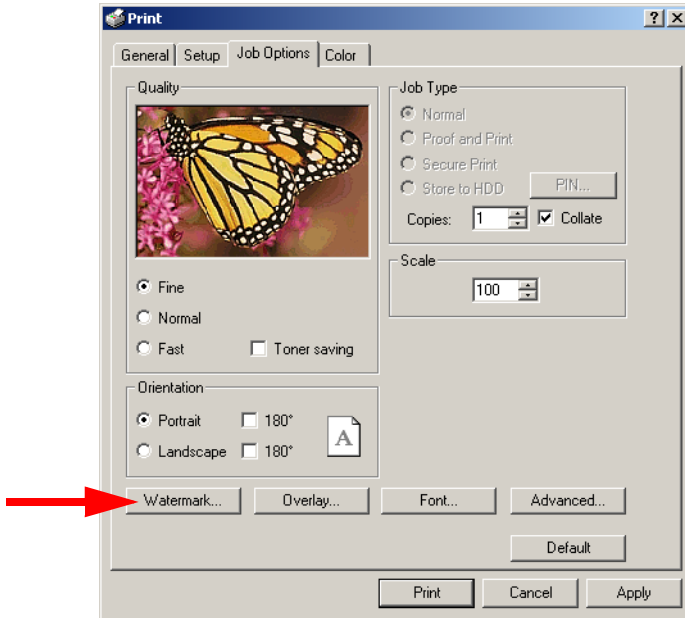 Print
General Setup Job Options Color
Quality
Fine
Normal
Fast Toner saving
Orientation
Portrait 180°
Landscape 180°
A
Job Type
Normal
Proof and Print
Secure Print
Store to HDD PIN...
Copies: 1 Collate
Scale
100
Watermark... Overlay... Font... Advanced...
Default
Print Cancel Apply